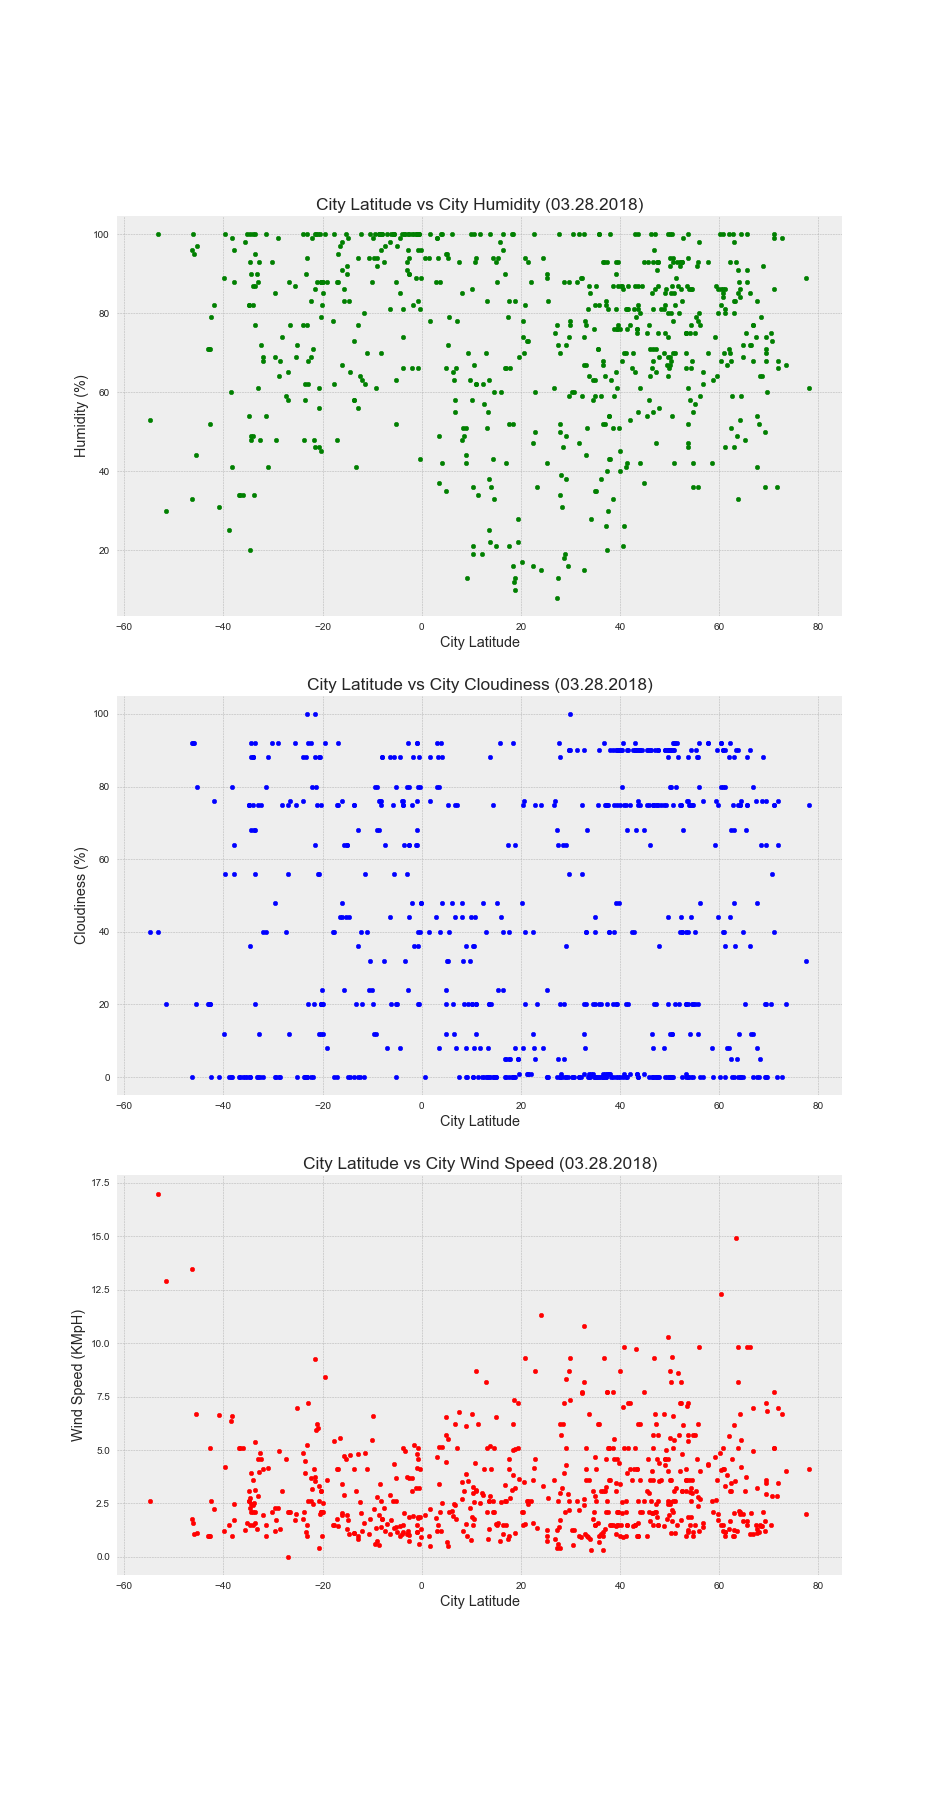 City Latitude vs City Humidity (03.28.2018)
100
80
60
40
20
Humidity (%)
−60 −40 −20 0 20 40 60 80
City Latitude
City Latitude vs City Cloudiness (03.28.2018)
100
80
60
40
20
0
Cloudiness (%)
−60 −40 −20 0 20 40 60 80
City Latitude
City Latitude vs City Wind Speed (03.28.2018)
17.5
15.0
12.5
10.0
7.5
5.0
2.5
0.0
Wind Speed (KMpH)
−60 −40 −20 0 20 40 60 80
City Latitude